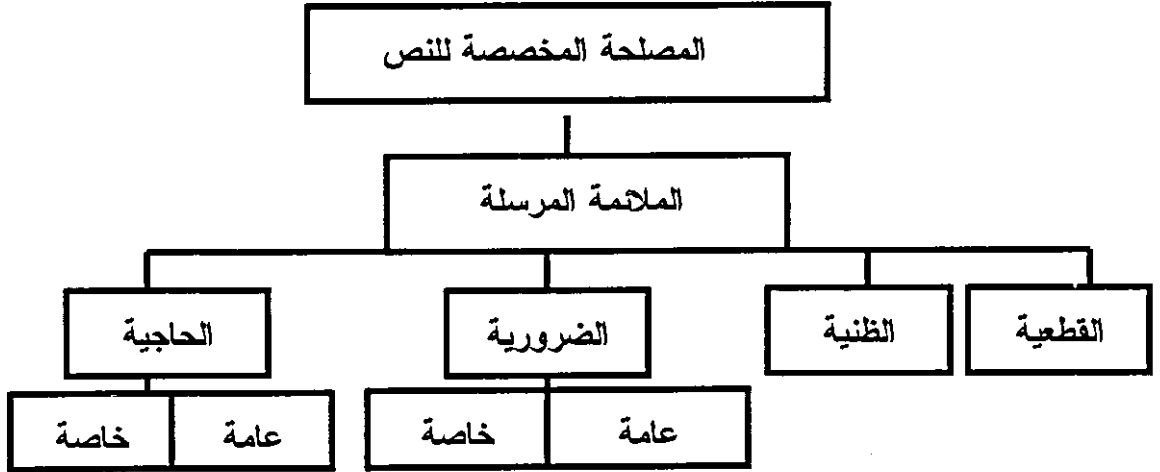 المصلحة المخصصة للنص
الملائمة المرسلة
القطعية
الظنية
الضرورية
الحاجية
عامة
خاصة
عامة
خاصة